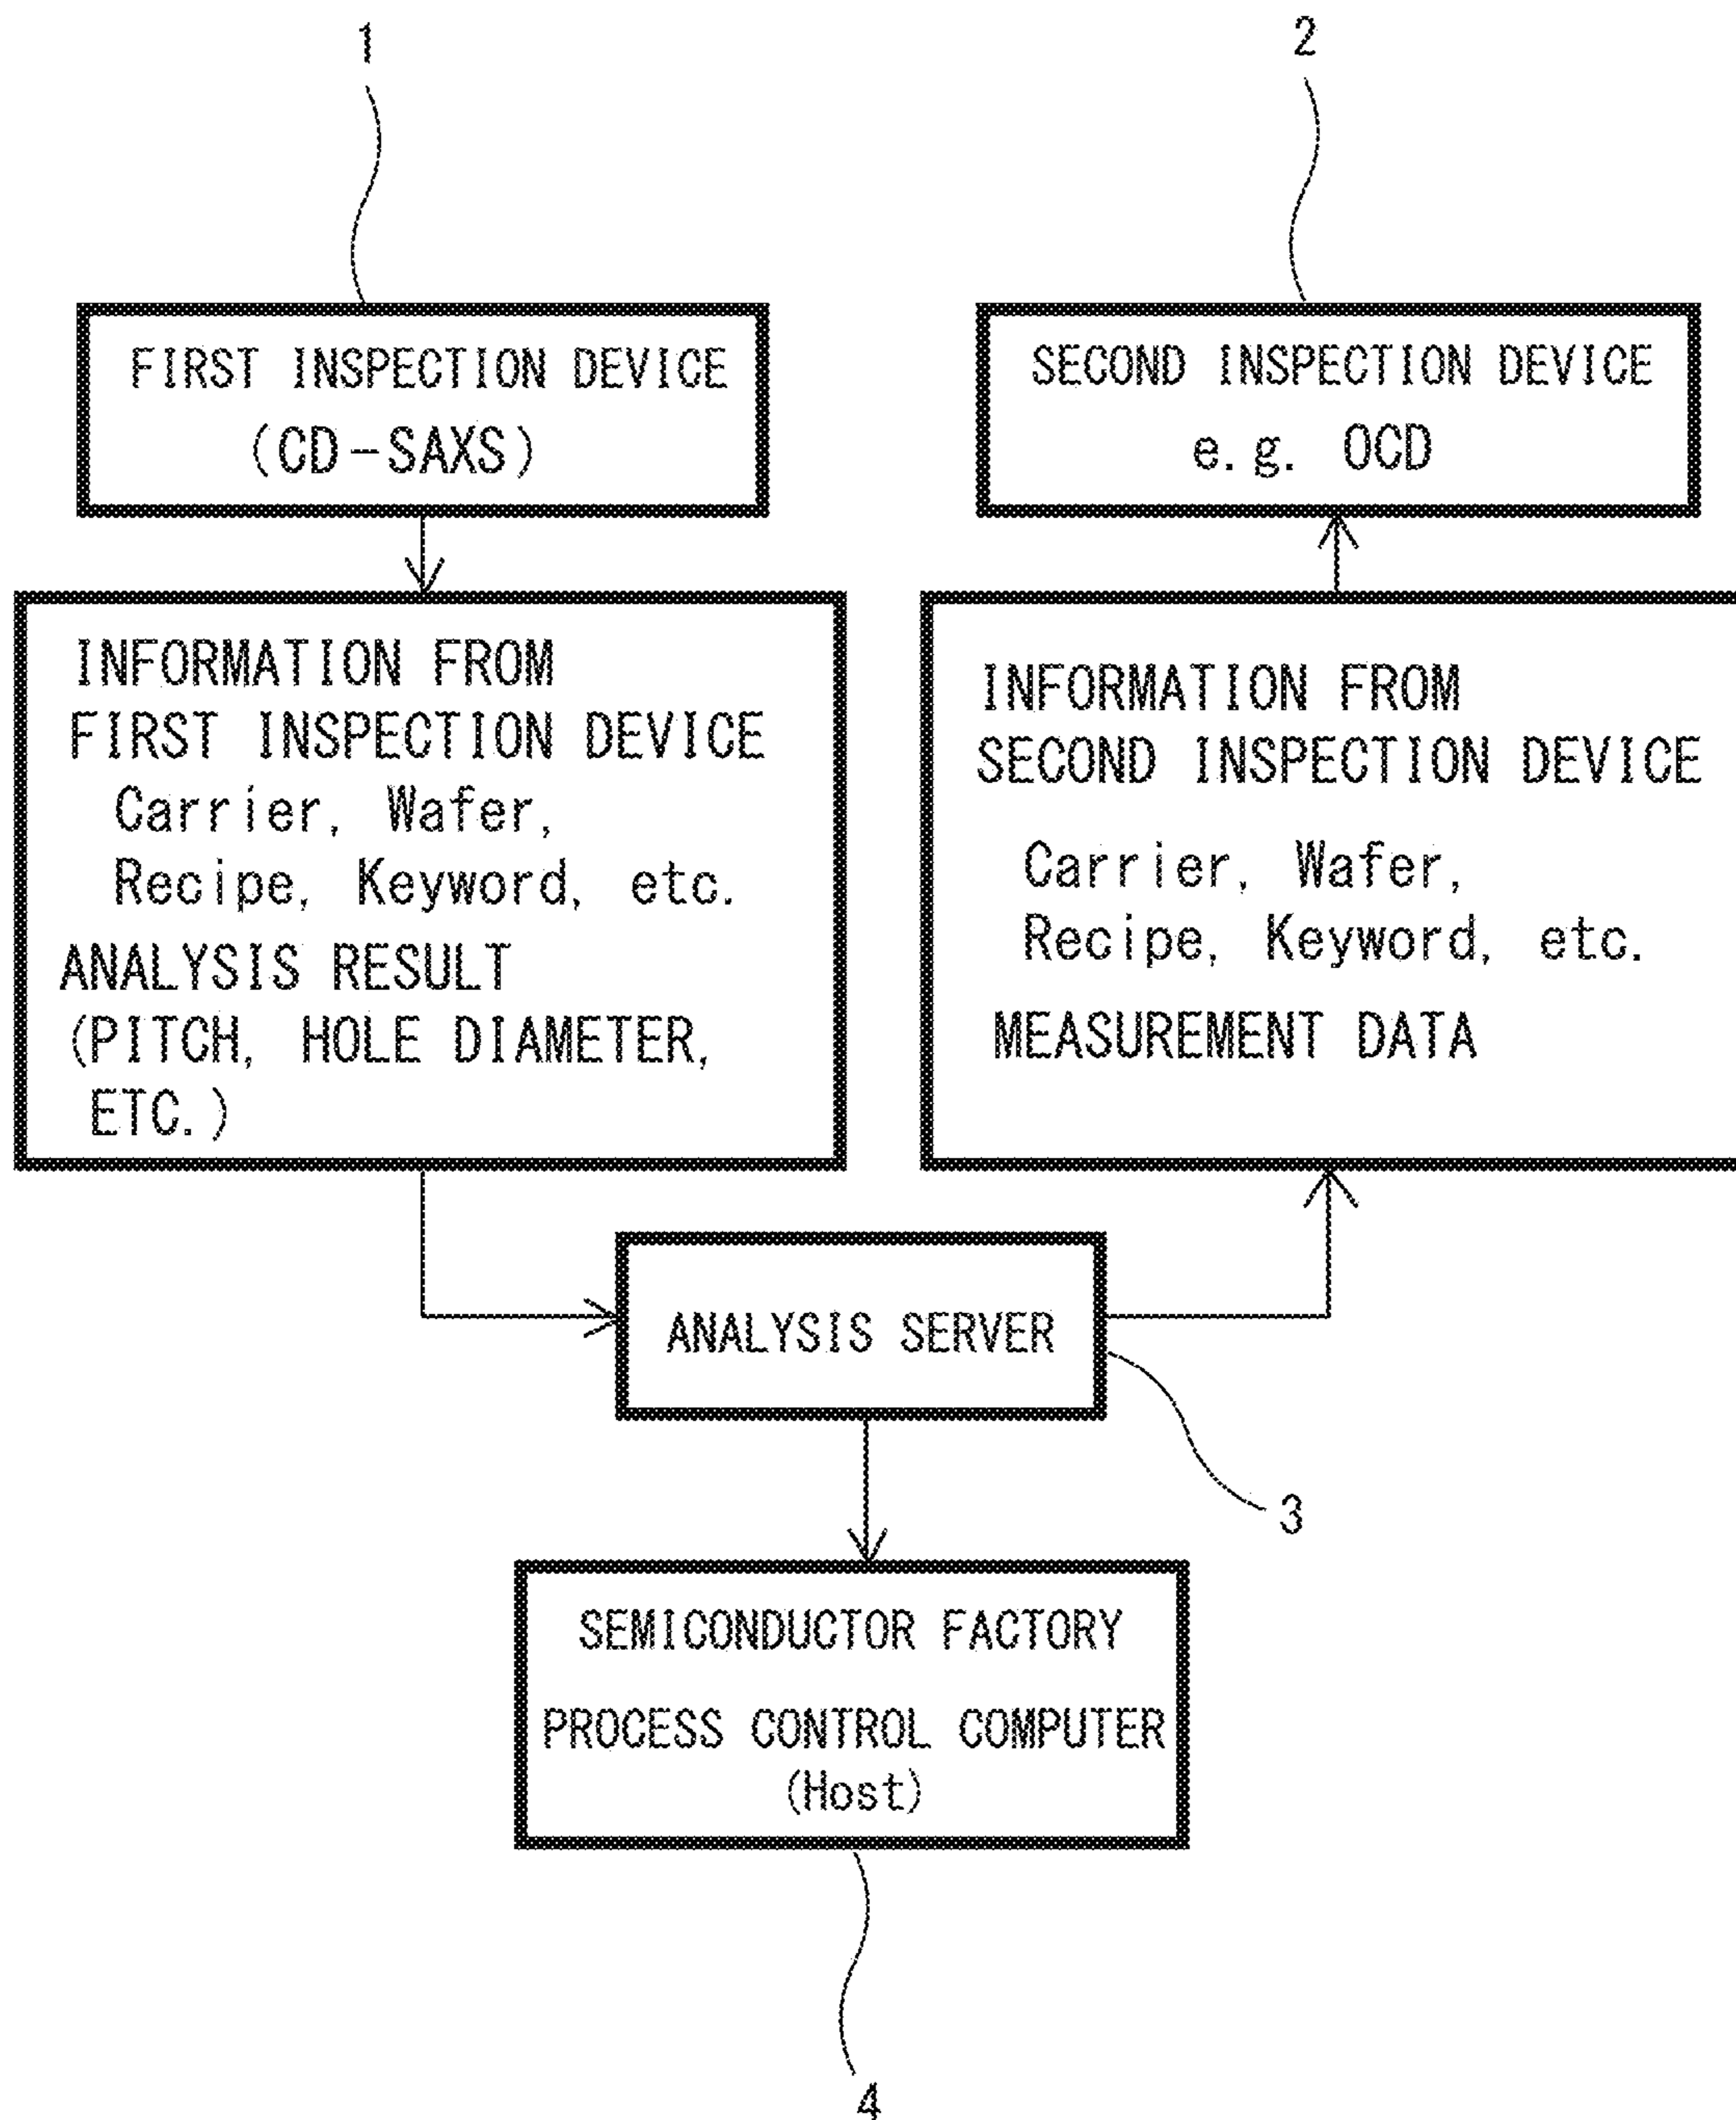 1
2
FIRST INSPECTION DEVICE
(CD-SAXS)
SECOND INSPECTION DEVICE
e.g. OCD
INFORMATION FROM
FIRST INSPECTION DEVICE
Carrier, Wafer,
Recipe, Keyword, etc.
ANALYSIS RESULT
(PITCH, HOLE DIAMETER,
ETC.)
INFORMATION FROM
SECOND INSPECTION DEVICE
Carrier, Wafer,
Recipe, Keyword, etc.
MEASUREMENT DATA
ANALYSIS SERVER
3
SEMICONDUCTOR FACTORY
PROCESS CONTROL COMPUTER
(Host)
4